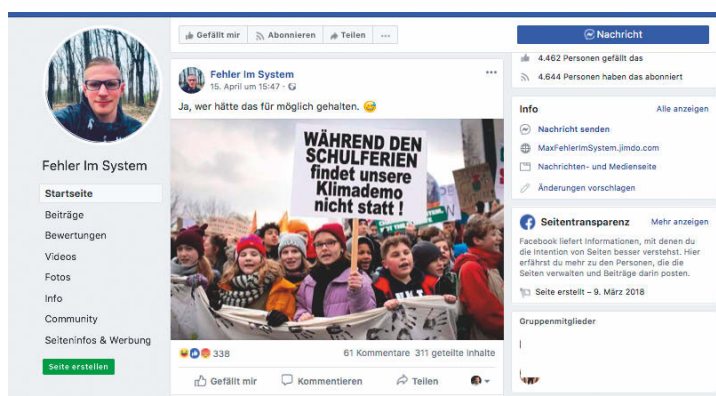 Gefällt mir
Abonnieren
Teilen
Nachricht
4.462 Personen gefällt das
4.644 Personen haben das abonniert
Fehler Im System
15. April um 15:47
Ja, wer hätte das für möglich gehalten.
WÄHREND DEN
SCHULFERIEN
findet unsere
Klimademo
nicht statt !
338
61 Kommentare 311 geteilte Inhalte
Gefällt mir
Kommentieren
Teilen
Fehler Im System
Startseite
Beiträge
Bewertungen
Videos
Fotos
Info
Community
Seiteninfos & Werbung
Seite erstellen
Info
Alle anzeigen
Nachricht senden
MaxFehlerImSystem.jimdo.com
Nachrichten- und Medienseite
Änderungen vorschlagen
Seitentransparenz
Mehr anzeigen
Facebook liefert Informationen, mit denen du
die Intention von Seiten besser verstehst. Hier
erfährst du mehr zu den Personen, die die
Seiten verwalten und Beiträge darin posten.
Seite erstellt – 9. März 2018
Gruppenmitglieder